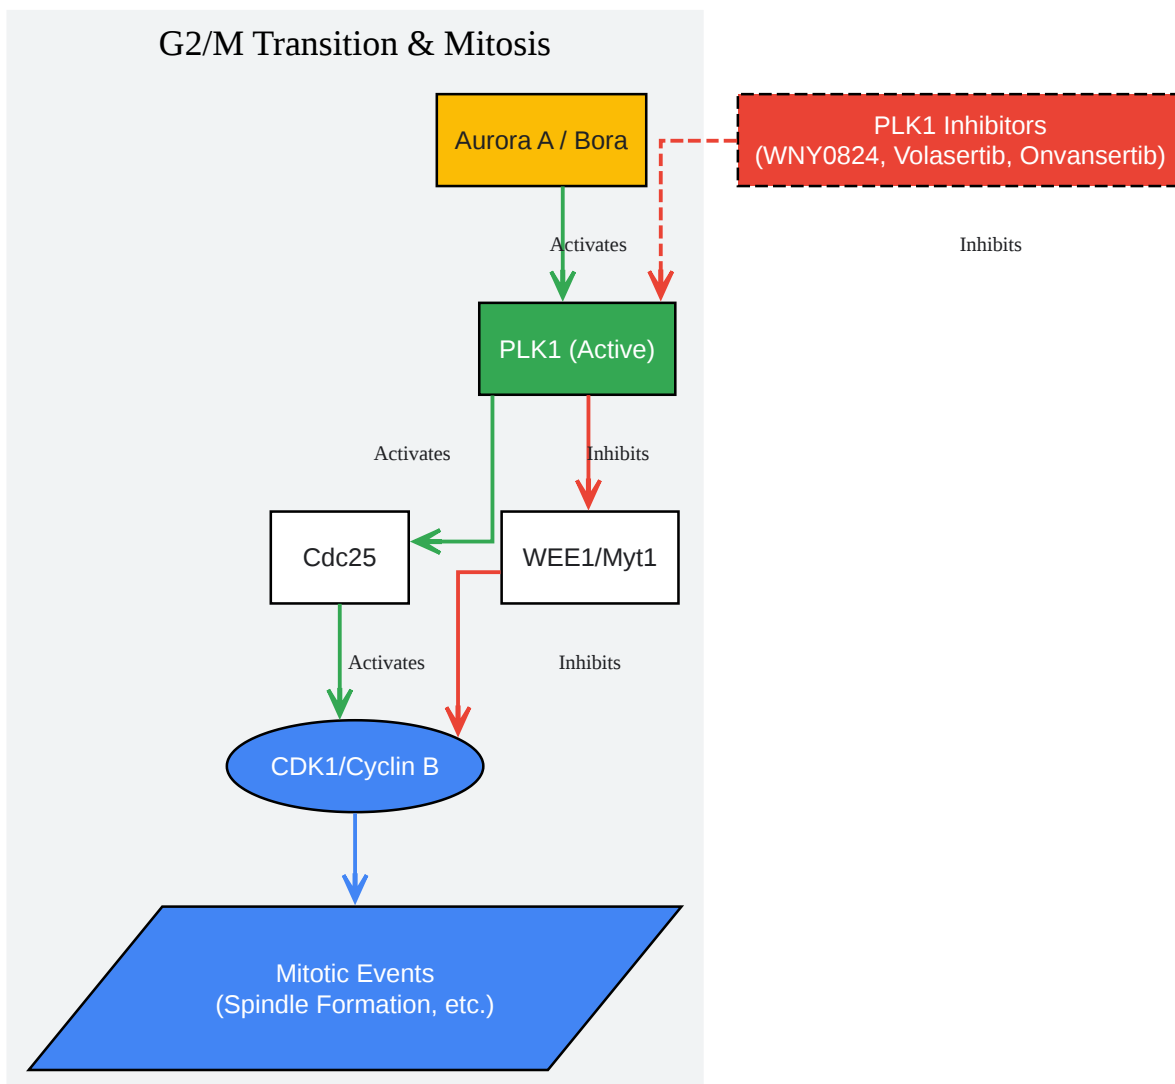 G2/M Transition & Mitosis
Aurora A / Bora
PLK1 Inhibitors
(WNY0824, Volasertib, Onvansertib)
Activates
Inhibits
PLK1 (Active)
Activates
Inhibits
Cdc25
WEE1/Myt1
Activates
Inhibits
CDK1/Cyclin B
Mitotic Events
(Spindle Formation, etc.)